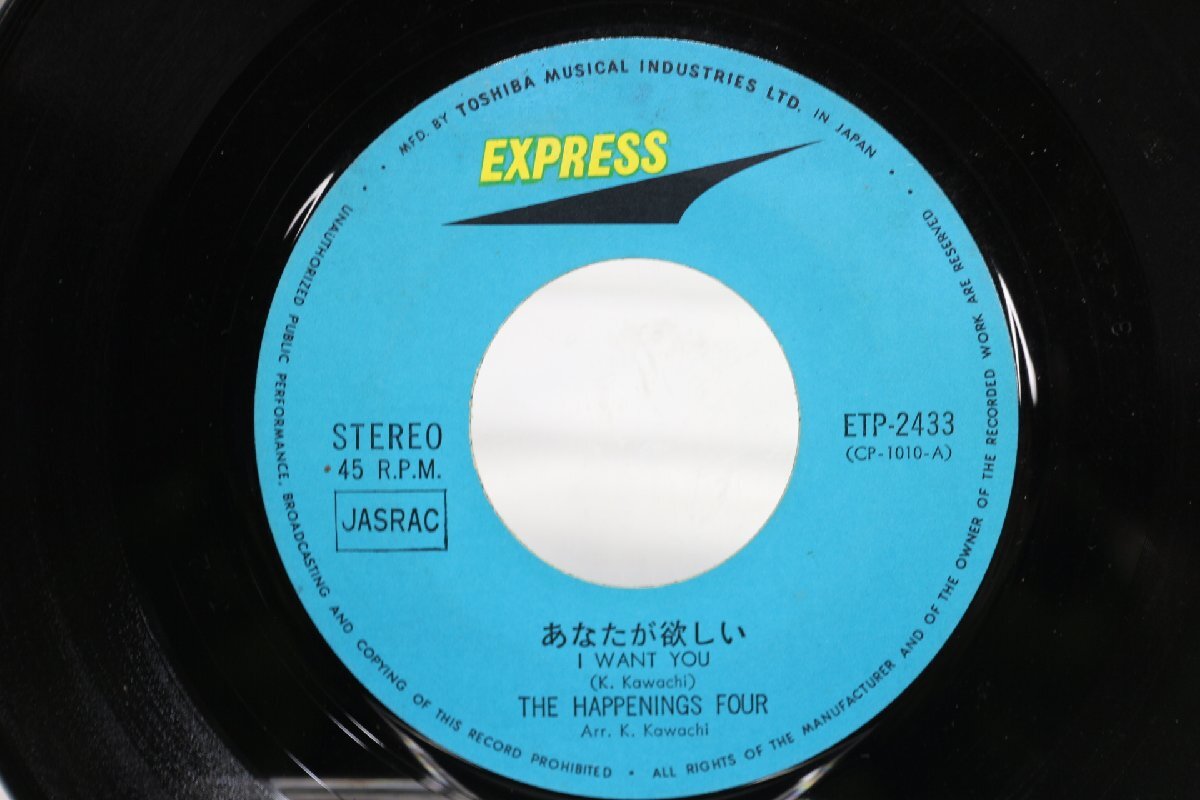 MFD. BY TOSHIBA MUSICAL INDUSTRIES LTD. IN JAPAN
EXPRESS
STEREO
45 R.P.M.
JASRAC
ETP-2433
(CP-1010-A)
あなたが欲しい
I WANT YOU
(K. Kawachi)
THE HAPPENINGS FOUR
Arr. K. Kawachi
UNAUTHORIZED PUBLIC PERFORMANCE, BROADCASTING AND COPYING OF THIS RECORD PROHIBITED • ALL RIGHTS OF THE MANUFACTURER AND OF THE OWNER OF THE RECORDED WORK ARE RESERVED